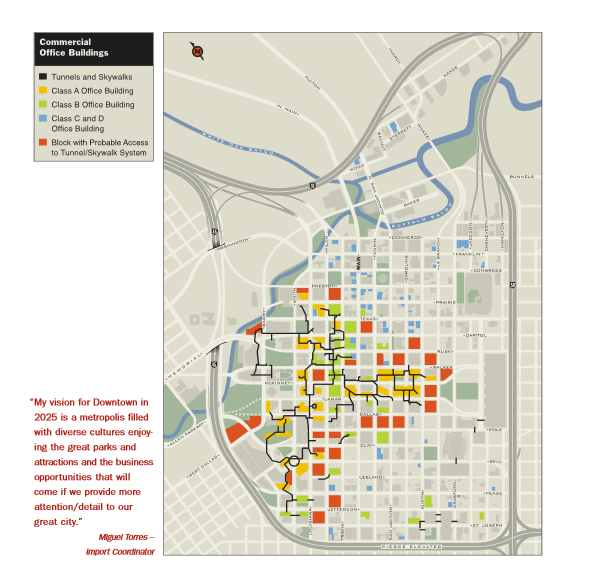 Commercial
Office Buildings
Tunnels and Skywalks
Class A Office Building
Class B Office Building
Class C and D
Office Building
Block with Probable Access
to Tunnel/Skywalk System
"My vision for Downtown in
2025 is a metropolis filled
with diverse cultures enjoy-
ing the great parks and
attractions and the business
opportunities that will
come if we provide more
attention/detail to our
great city."
Miguel Torres –
Import Coordinator
N
HARDY
NANCE
FULTON
WHITE OAK BAYOU
STERRETT
WOOD
N. SAN JACINTO
BAKER
RUNNELS
BUFFALO BAYOU
COMMERCE
MILAM
MAIN
FANNIN
CAROLINE
LA BRANCH
JACKSON
CHENEVERT
HAMILTON
FRANKLIN
CONGRESS
PRESTON
SMITH
PRAIRIE
TEXAS
CAPITOL
RUSK
WALKER
MEMORIAL
MCKINNEY
LAMAR
DALLAS
ALLEN PARKWAY
POLK
CLAY
WEST DALLAS
BELL
LEELAND
PEASE
AUSTIN
CRAWFORD
JEFFERSON
ST. JOSEPH
LOUISIANA
TRAVIS
SAN JACINTO
PIERCE ELEVATED